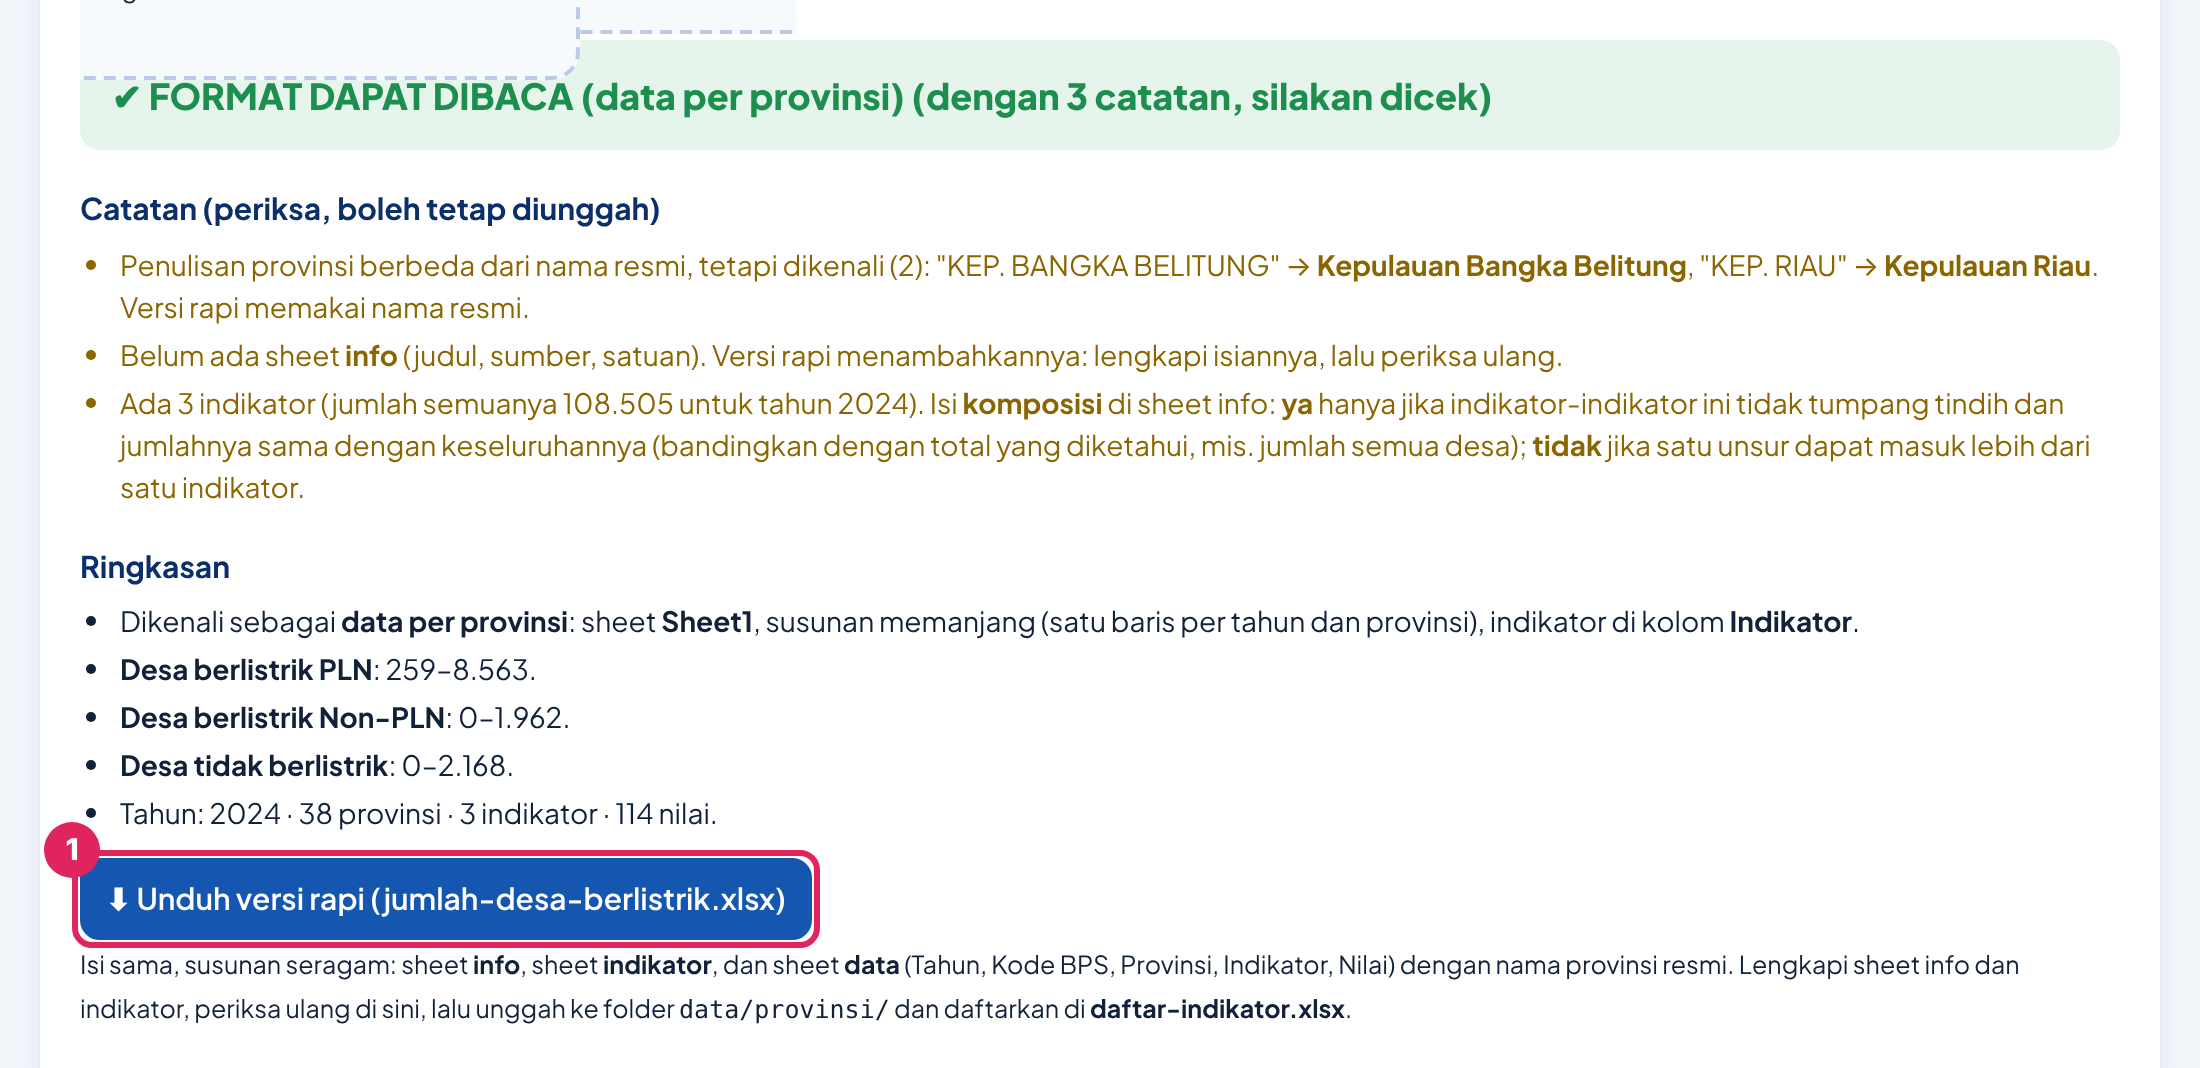 ✔ FORMAT DAPAT DIBACA (data per provinsi) (dengan 3 catatan, silakan dicek)
Catatan (periksa, boleh tetap diunggah)
• Penulisan provinsi berbeda dari nama resmi, tetapi dikenali (2): "KEP. BANGKA BELITUNG" → Kepulauan Bangka Belitung, "KEP. RIAU" → Kepulauan Riau.
Versi rapi memakai nama resmi.
• Belum ada sheet info (judul, sumber, satuan). Versi rapi menambahkannya: lengkapi isiannya, lalu periksa ulang.
• Ada 3 indikator (jumlah semuanya 108.505 untuk tahun 2024). Isi komposisi di sheet info: ya hanya jika indikator-indikator ini tidak tumpang tindih dan
jumlahnya sama dengan keseluruhannya (bandingkan dengan total yang diketahui, mis. jumlah semua desa); tidak jika satu unsur dapat masuk lebih dari
satu indikator.
Ringkasan
• Dikenali sebagai data per provinsi: sheet Sheet1, susunan memanjang (satu baris per tahun dan provinsi), indikator di kolom Indikator.
• Desa berlistrik PLN: 259–8.563.
• Desa berlistrik Non-PLN: 0–1.962.
• Desa tidak berlistrik: 0–2.168.
• Tahun: 2024 · 38 provinsi · 3 indikator · 114 nilai.
1
⬇ Unduh versi rapi (jumlah-desa-berlistrik.xlsx)
Isi sama, susunan seragam: sheet info, sheet indikator, dan sheet data (Tahun, Kode BPS, Provinsi, Indikator, Nilai) dengan nama provinsi resmi. Lengkapi sheet info dan
indikator, periksa ulang di sini, lalu unggah ke folder data/provinsi/ dan daftarkan di daftar-indikator.xlsx.